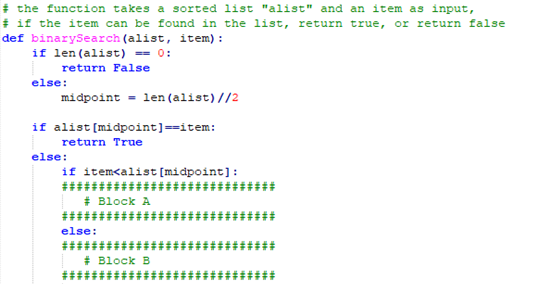 # the function takes a sorted list "alist" and an item as input,
# if the item can be found in the list, return true, or return false
def binarySearch(alist, item):
    if len(alist) == 0:
        return False
    else:
        midpoint = len(alist)//2

    if alist[midpoint]==item:
        return True
    else:
        if item<alist[midpoint]:
        #############################
            # Block A
        #############################
        else:
        #############################
            # Block B
        #############################